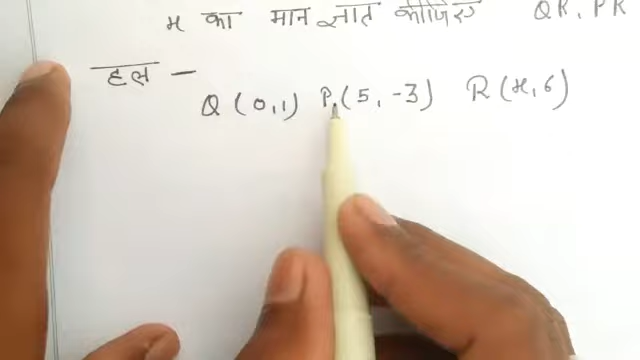 x का मान ज्ञात कीजिए QR, PR
हल —
Q (0,1) P(5, -3) R(x, 6)